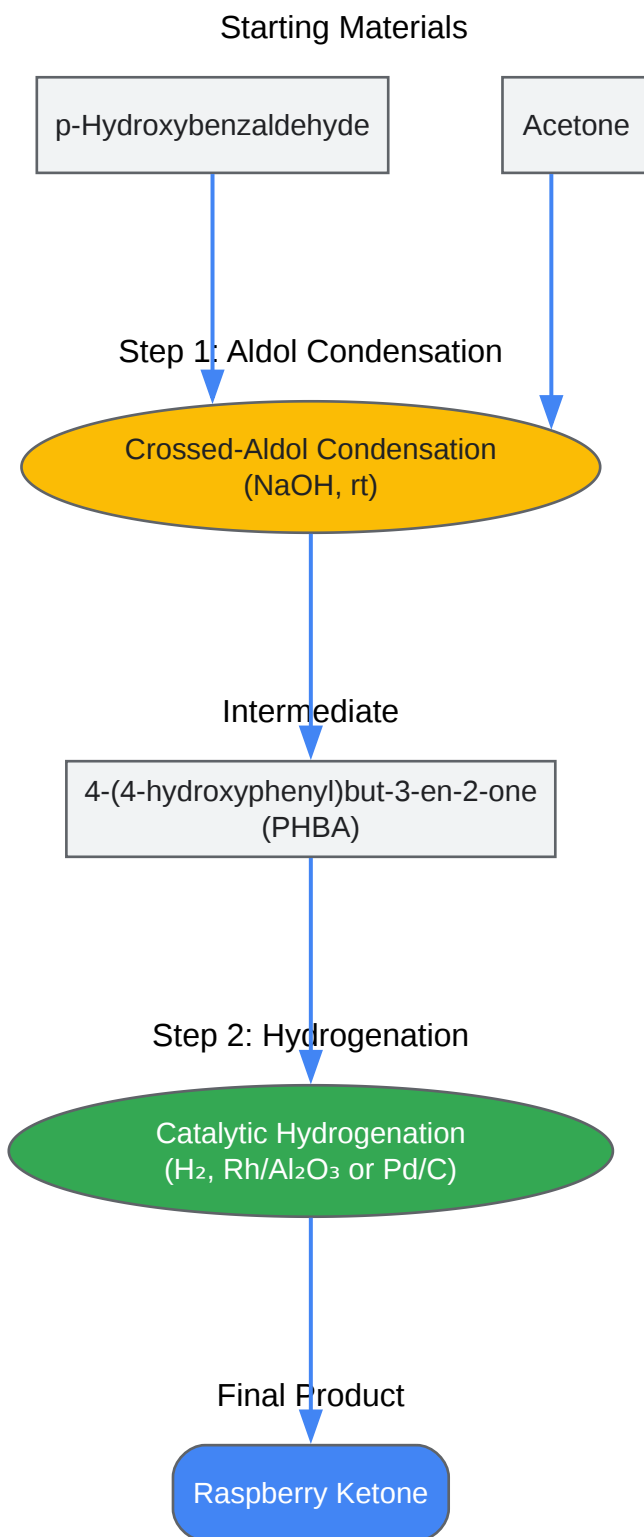 Starting Materials
p-Hydroxybenzaldehyde
Acetone
Step 1: Aldol Condensation
Crossed-Aldol Condensation
(NaOH, rt)
Intermediate
4-(4-hydroxyphenyl)but-3-en-2-one
(PHBA)
Step 2: Hydrogenation
Catalytic Hydrogenation
(H₂, Rh/Al₂O₃ or Pd/C)
Final Product
Raspberry Ketone